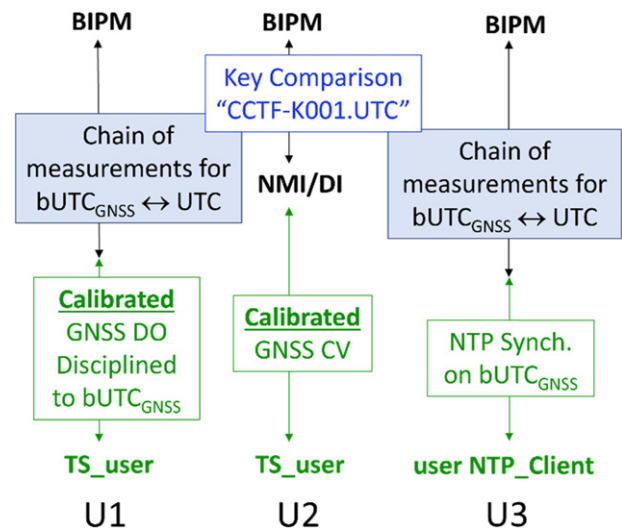 BIPM
Chain of
measurements for
bUTCGNSS ↔ UTC
Calibrated
GNSS DO
Disciplined
to bUTCGNSS
TS_user
U1
BIPM
Key Comparison
“CCTF-K001.UTC”
NMI/DI
Calibrated
GNSS CV
TS_user
U2
BIPM
Chain of
measurements for
bUTCGNSS ↔ UTC
NTP Synch.
on bUTCGNSS
user NTP_Client
U3